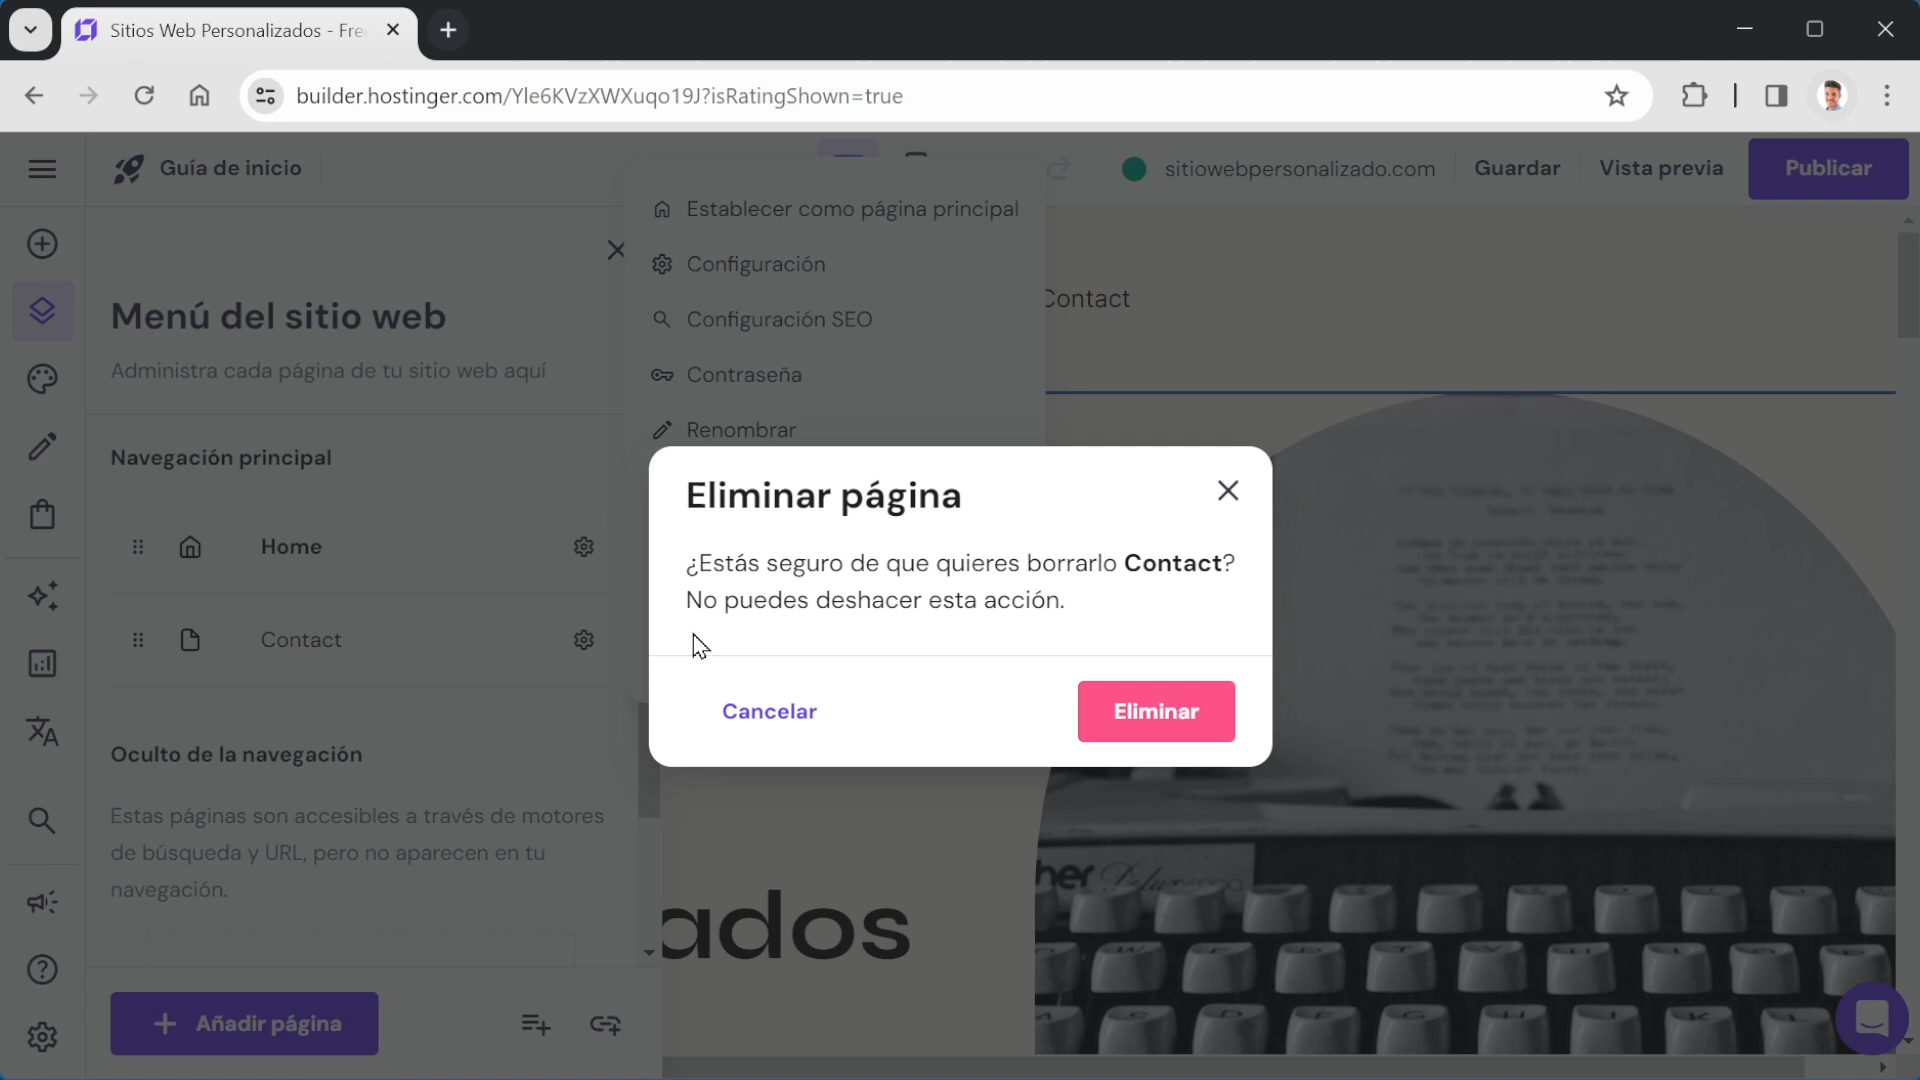 Sitios Web Personalizados - Fre
builder.hostinger.com/Yle6KVzXWXuqo19J?isRatingShown=true
Guía de inicio
sitiowebpersonalizado.com
Guardar
Vista previa
Publicar
Establecer como página principal
Configuración
Configuración SEO
Contraseña
Renombrar
Contact
Menú del sitio web
Administra cada página de tu sitio web aquí
Navegación principal
Home
Contact
Eliminar página
¿Estás seguro de que quieres borrarlo Contact?
No puedes deshacer esta acción.
Cancelar
Eliminar
Oculto de la navegación
Estas páginas son accesibles a través de motores
de búsqueda y URL, pero no aparecen en tu
navegación.
Añadir página
ados